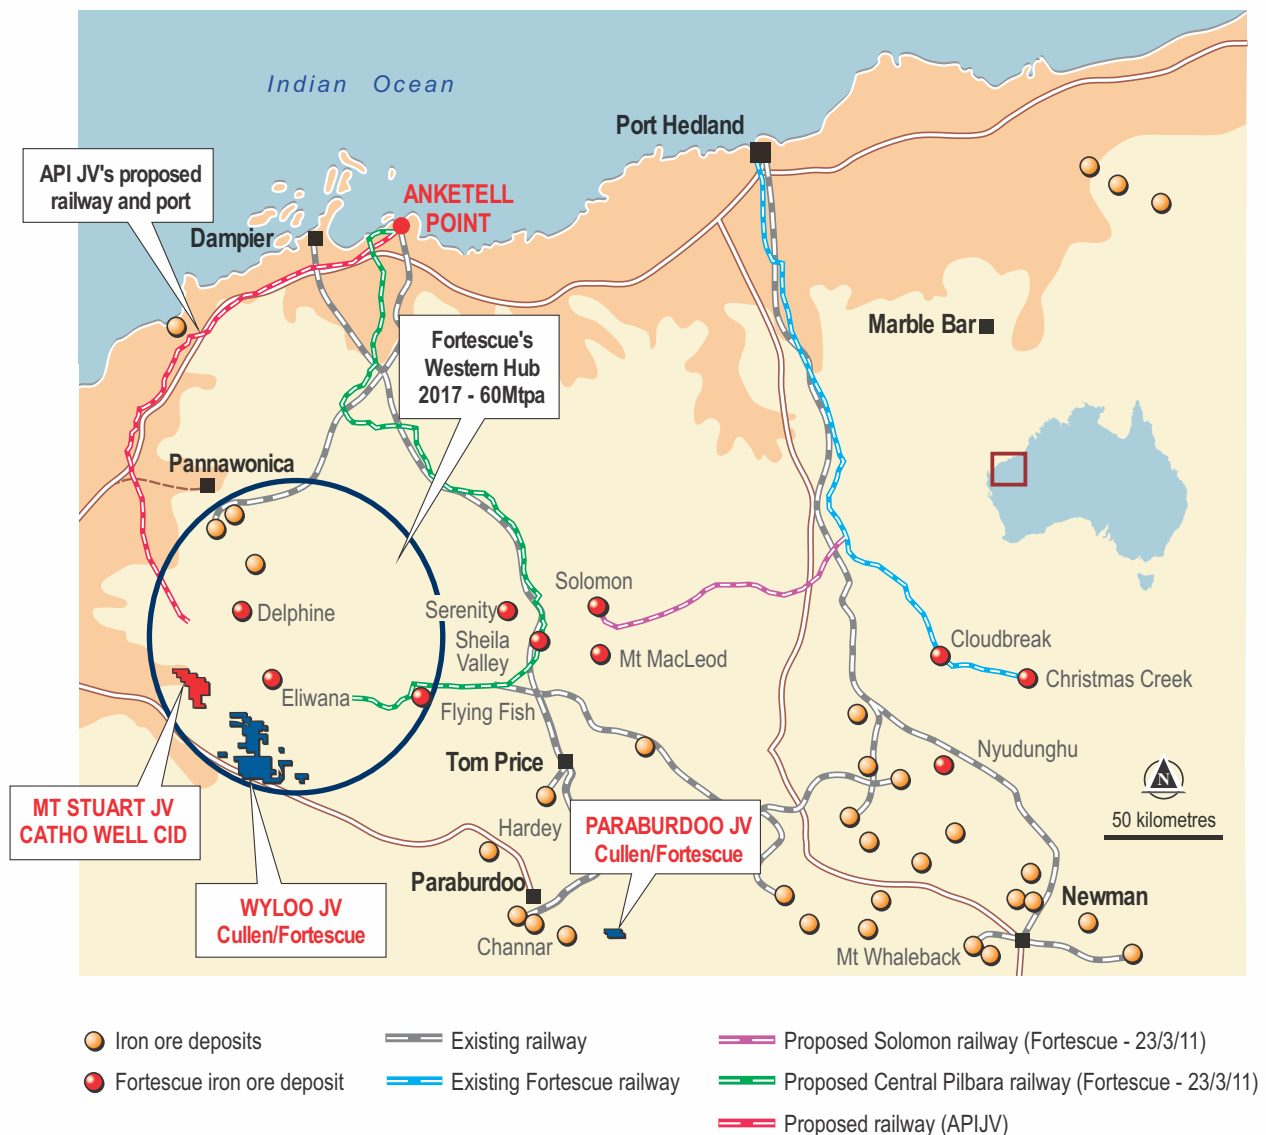 Indian Ocean
Port Hedland
API JV's proposed
railway and port
ANKETELL
POINT
Dampier
Fortescue's
Western Hub
2017 - 60Mtpa
Marble Bar
Pannawonica
Delphine
Serenity
Solomon
Sheila
Valley
Mt MacLeod
Cloudbreak
Christmas Creek
Eliwana
Flying Fish
Nyudunghu
Tom Price
N
50 kilometres
MT STUART JV
CATHO WELL CID
Hardey
PARABURDOO JV
Cullen/Fortescue
Paraburdoo
WYLOO JV
Cullen/Fortescue
Newman
Channar
Mt Whaleback
Iron ore deposits
Existing railway
Proposed Solomon railway (Fortescue - 23/3/11)
Fortescue iron ore deposit
Existing Fortescue railway
Proposed Central Pilbara railway (Fortescue - 23/3/11)
Proposed railway (APIJV)